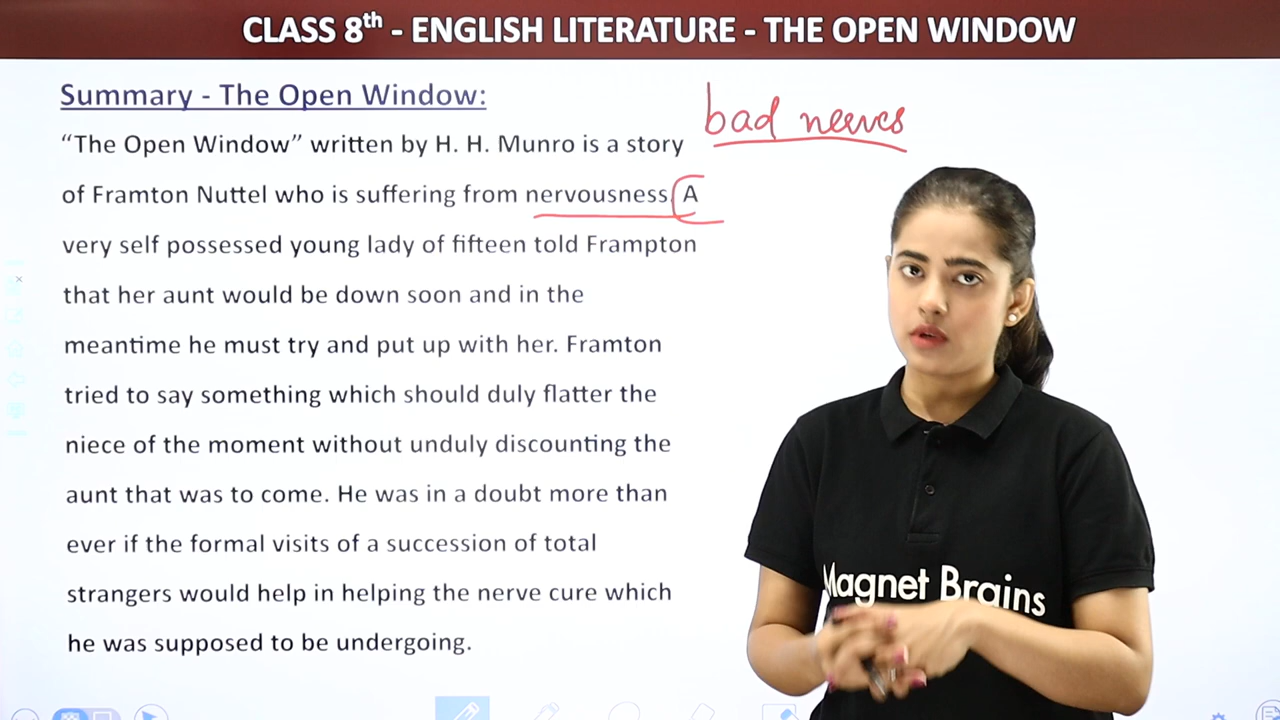 CLASS 8th - ENGLISH LITERATURE - THE OPEN WINDOW
Summary - The Open Window:
bad nerves
“The Open Window” written by H. H. Munro is a story
of Framton Nuttel who is suffering from nervousness. A
very self possessed young lady of fifteen told Frampton
that her aunt would be down soon and in the
meantime he must try and put up with her. Framton
tried to say something which should duly flatter the
niece of the moment without unduly discounting the
aunt that was to come. He was in a doubt more than
ever if the formal visits of a succession of total
strangers would help in helping the nerve cure which
he was supposed to be undergoing.
Magnet Brains